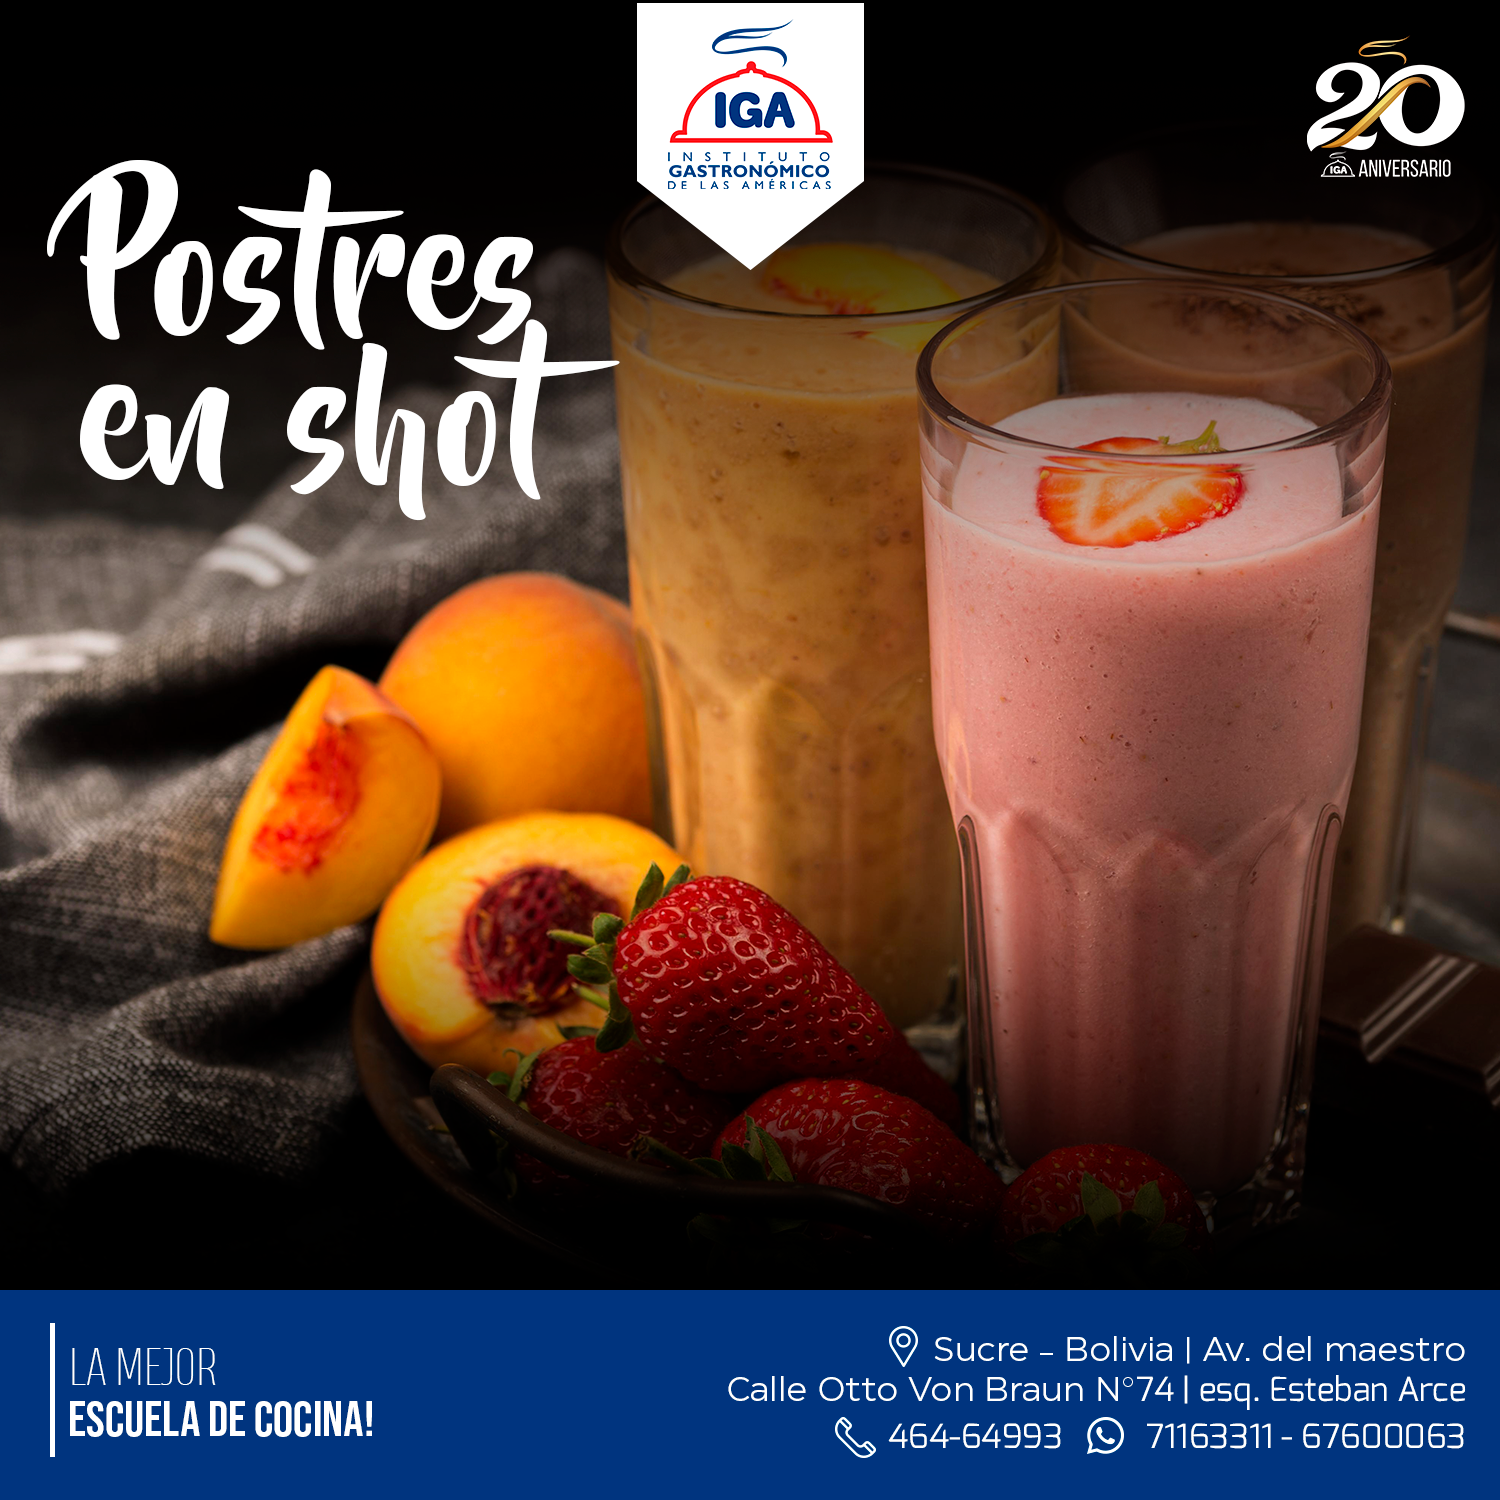 IGA
INSTITUTO
GASTRONÓMICO
DE LAS AMÉRICAS
20
IGA ANIVERSARIO
Postres
en shot
LA MEJOR
ESCUELA DE COCINA!
Sucre - Bolivia | Av. del maestro
Calle Otto Von Braun N°74 | esq. Esteban Arce
464-64993 71163311 - 67600063